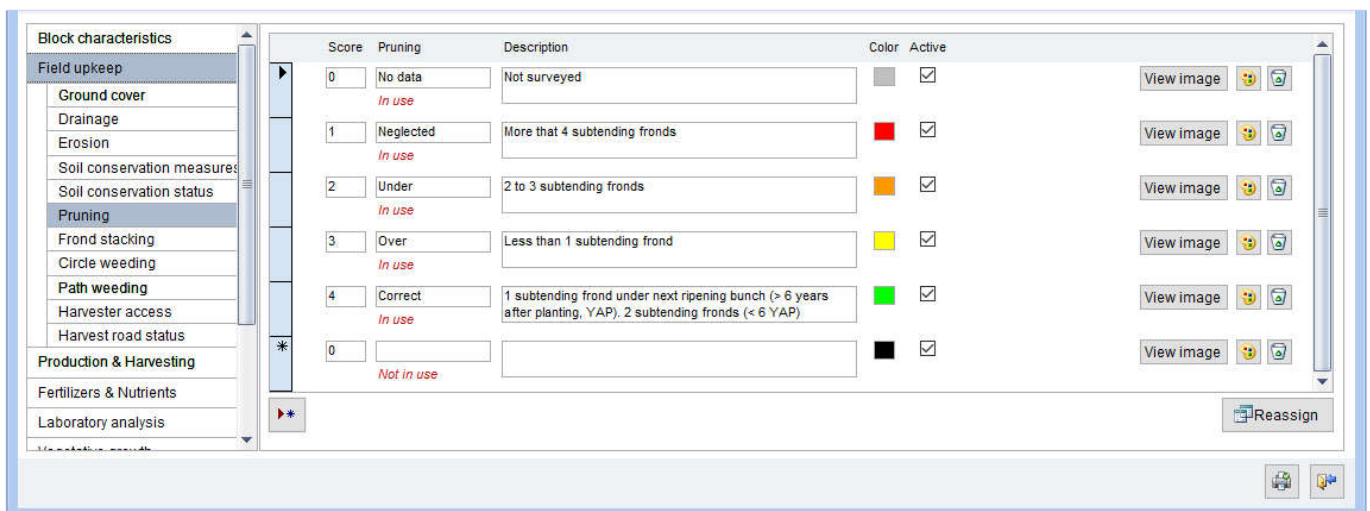 Block characteristics
Field upkeep
Ground cover
Drainage
Erosion
Soil conservation measures
Soil conservation status
Pruning
Frond stacking
Circle weeding
Path weeding
Harvester access
Harvest road status
Production & Harvesting
Fertilizers & Nutrients
Laboratory analysis
Score Pruning Description Color Active
0 No data Not surveyed View image
In use
1 Neglected More that 4 subtending fronds View image
In use
2 Under 2 to 3 subtending fronds View image
In use
3 Over Less than 1 subtending frond View image
In use
4 Correct 1 subtending frond under next ripening bunch (> 6 years View image
after planting, YAP). 2 subtending fronds (< 6 YAP)
In use
0 View image
Not in use
Reassign